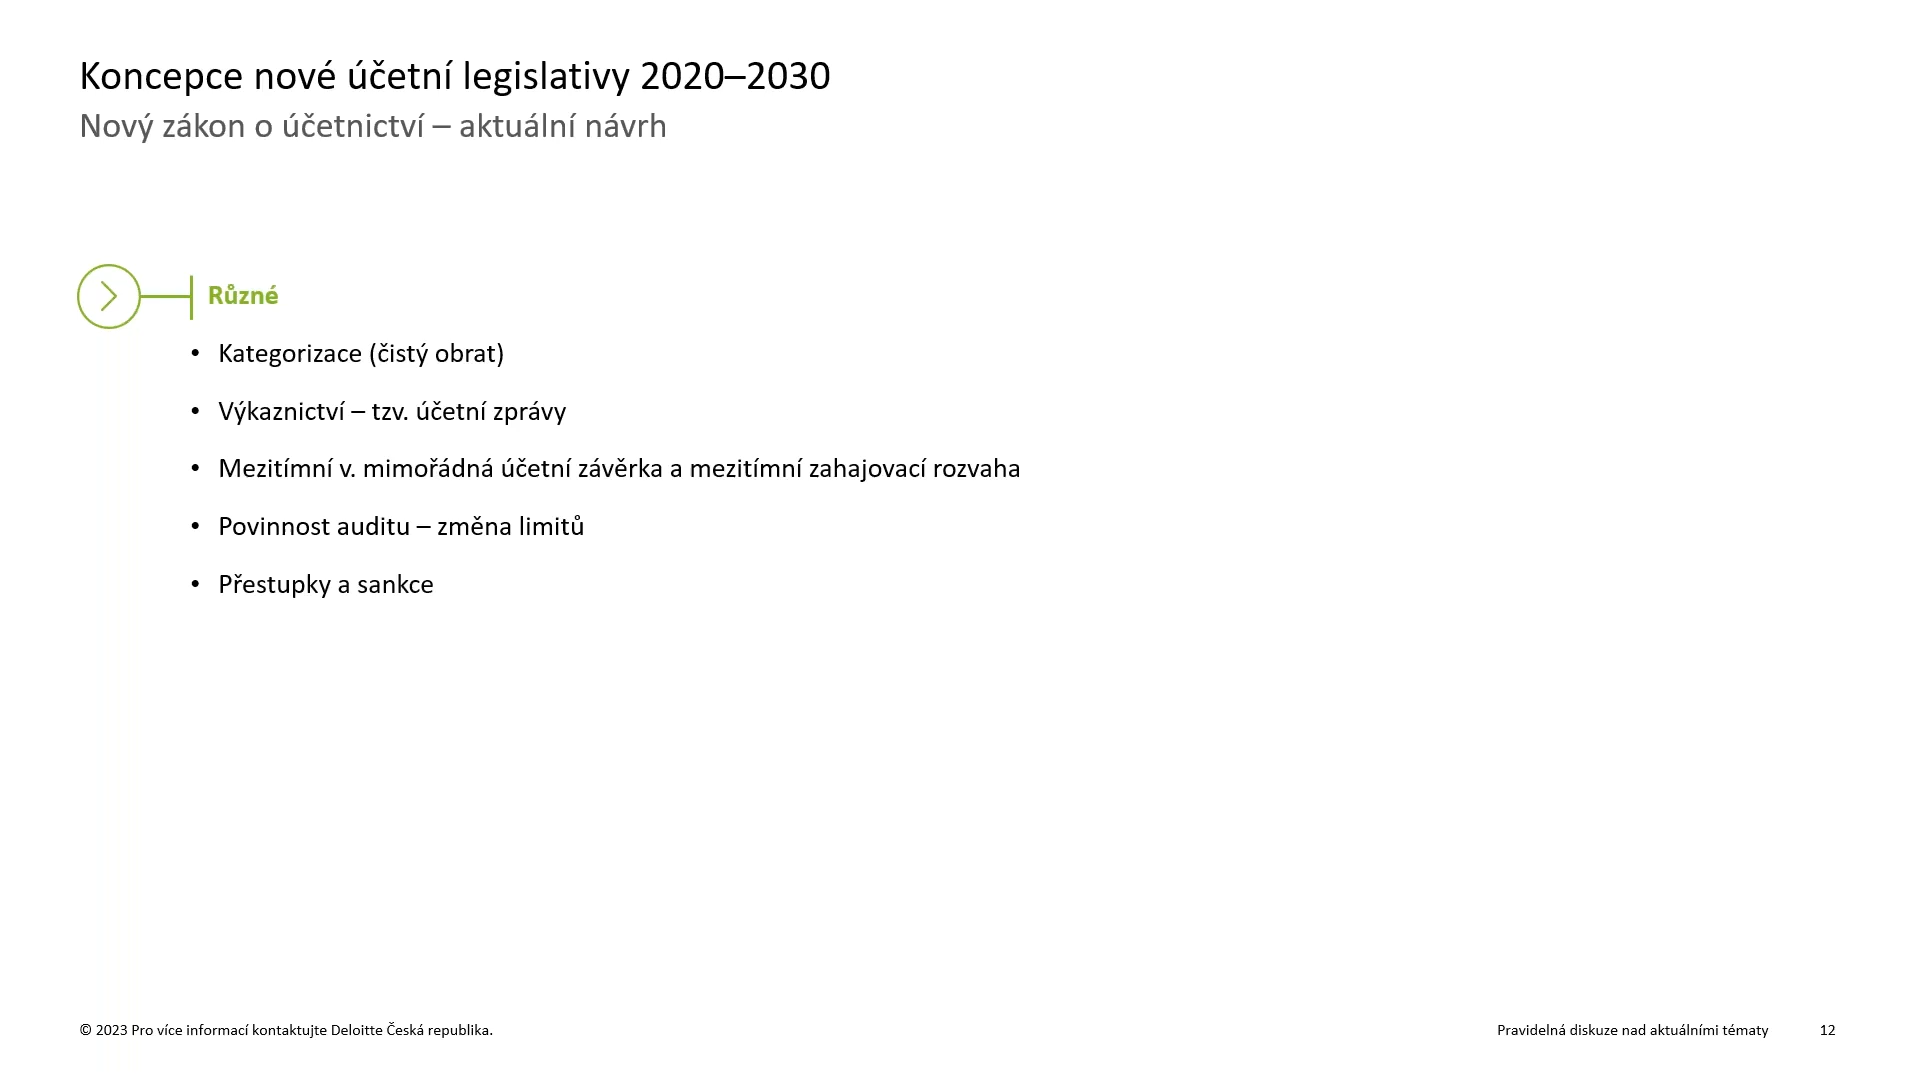 Koncepce nové účetní legislativy 2020–2030
Nový zákon o účetnictví – aktuální návrh
Různé
• Kategorizace (čistý obrat)
• Výkaznictví – tzv. účetní zprávy
• Mezitímní v. mimořádná účetní závěrka a mezitímní zahajovací rozvaha
• Povinnost auditu – změna limitů
• Přestupky a sankce
© 2023 Pro více informací kontaktujte Deloitte Česká republika.
Pravidelná diskuze nad aktuálními tématy 12